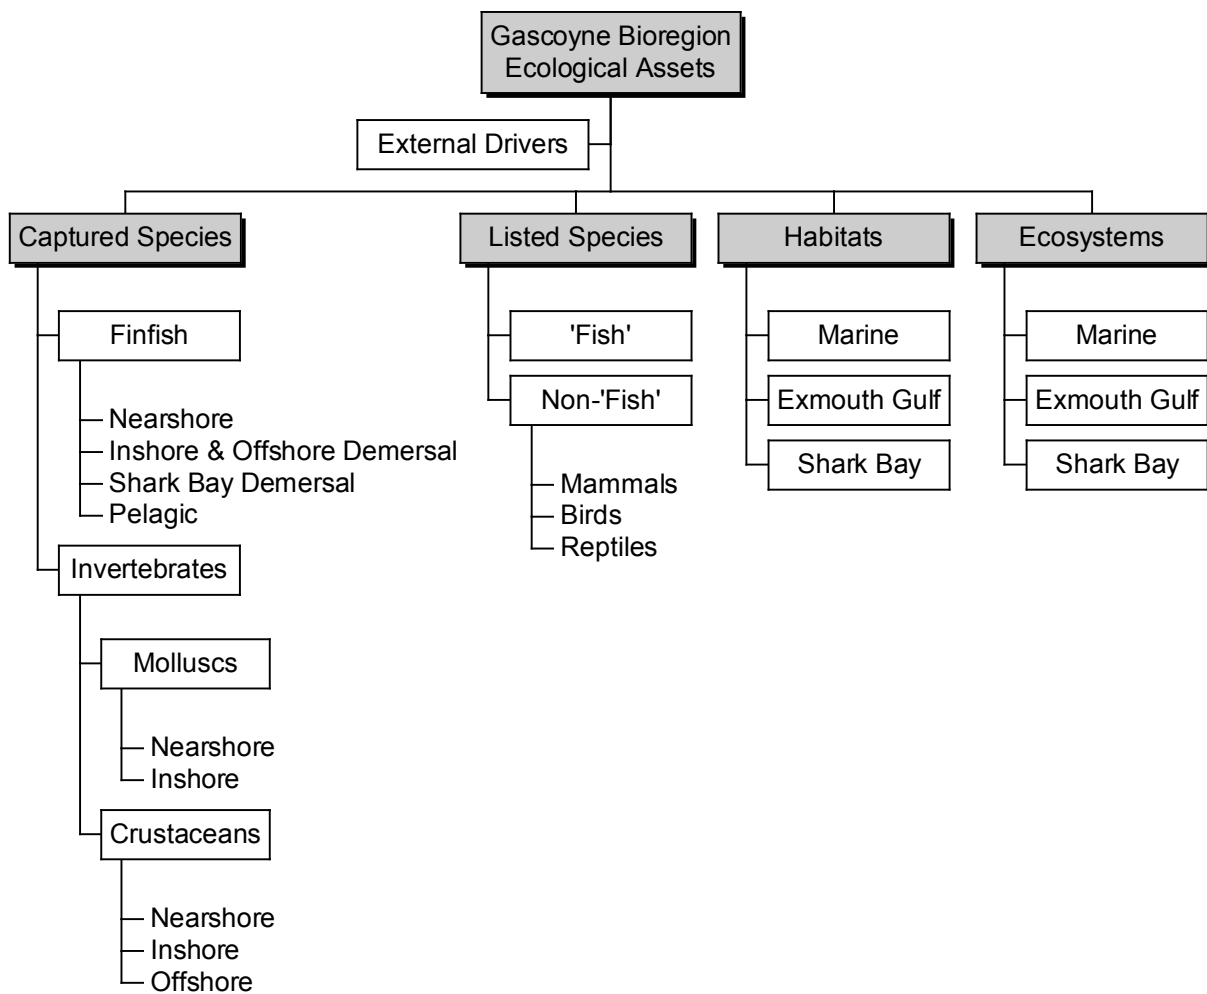 Gascoyne Bioregion
Ecological Assets
External Drivers
Captured Species
Listed Species
Habitats
Ecosystems
Finfish
Nearshore
Inshore & Offshore Demersal
Shark Bay Demersal
Pelagic
Invertebrates
Molluscs
Nearshore
Inshore
Crustaceans
Nearshore
Inshore
Offshore
'Fish'
Non-'Fish'
Mammals
Birds
Reptiles
Marine
Exmouth Gulf
Shark Bay
Marine
Exmouth Gulf
Shark Bay